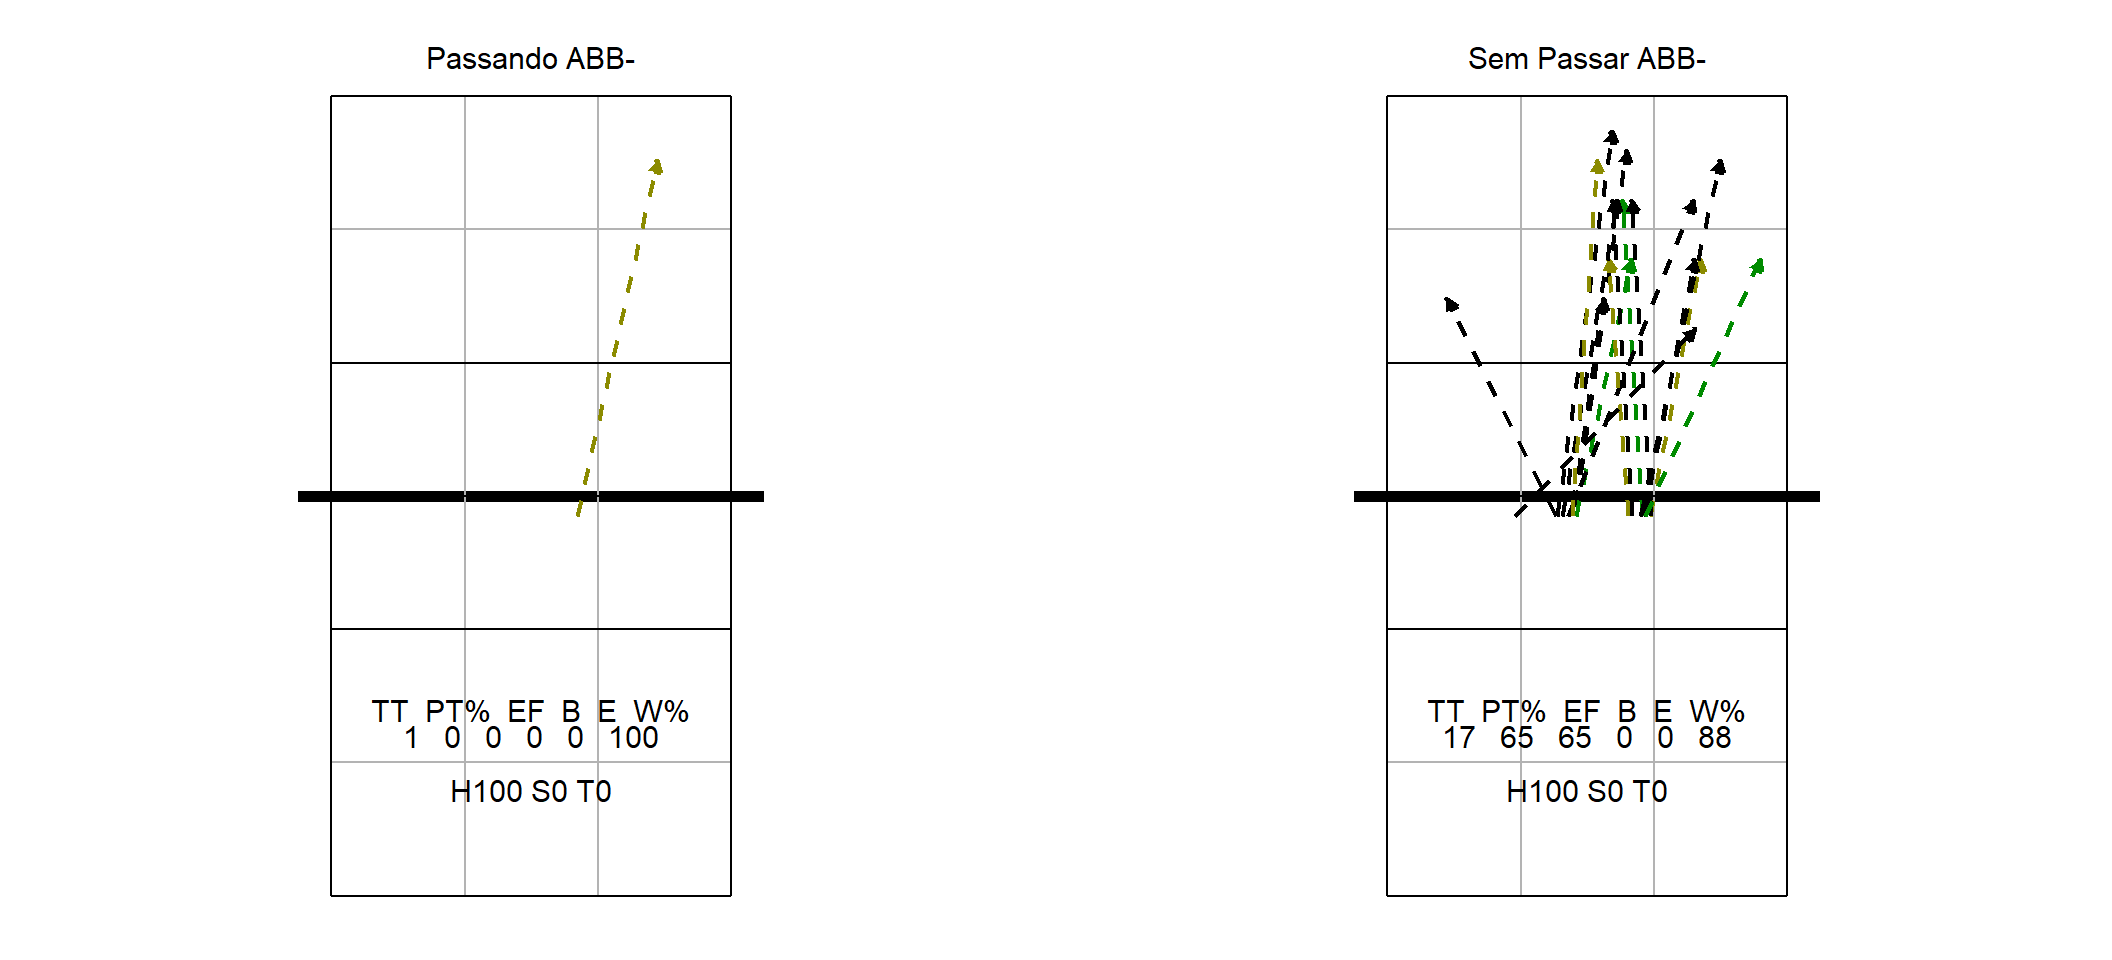 Passando ABB-
TT PT% EF B E W%
1 0 0 0 0 100
H100 S0 T0
Sem Passar ABB-
TT PT% EF B E W%
17 65 65 0 0 88
H100 S0 T0